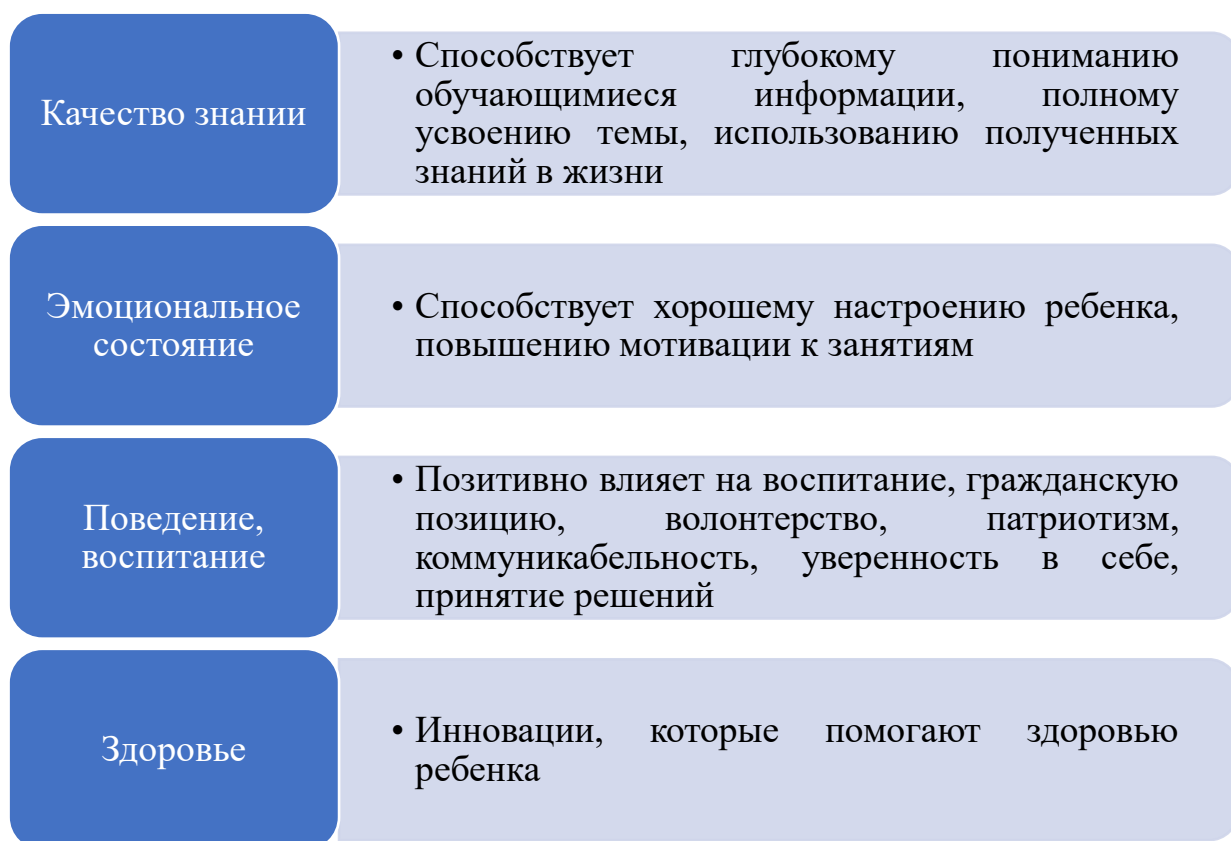 Качество знании
• Способствует глубокому пониманию
обучающимиеся информации, полному
усвоению темы, использованию полученных
знаний в жизни
Эмоциональное
состояние
• Способствует хорошему настроению ребенка,
повышению мотивации к занятиям
Поведение,
воспитание
• Позитивно влияет на воспитание, гражданскую
позицию, волонтерство, патриотизм,
коммуникабельность, уверенность в себе,
принятие решений
Здоровье
• Инновации, которые помогают здоровью
ребенка